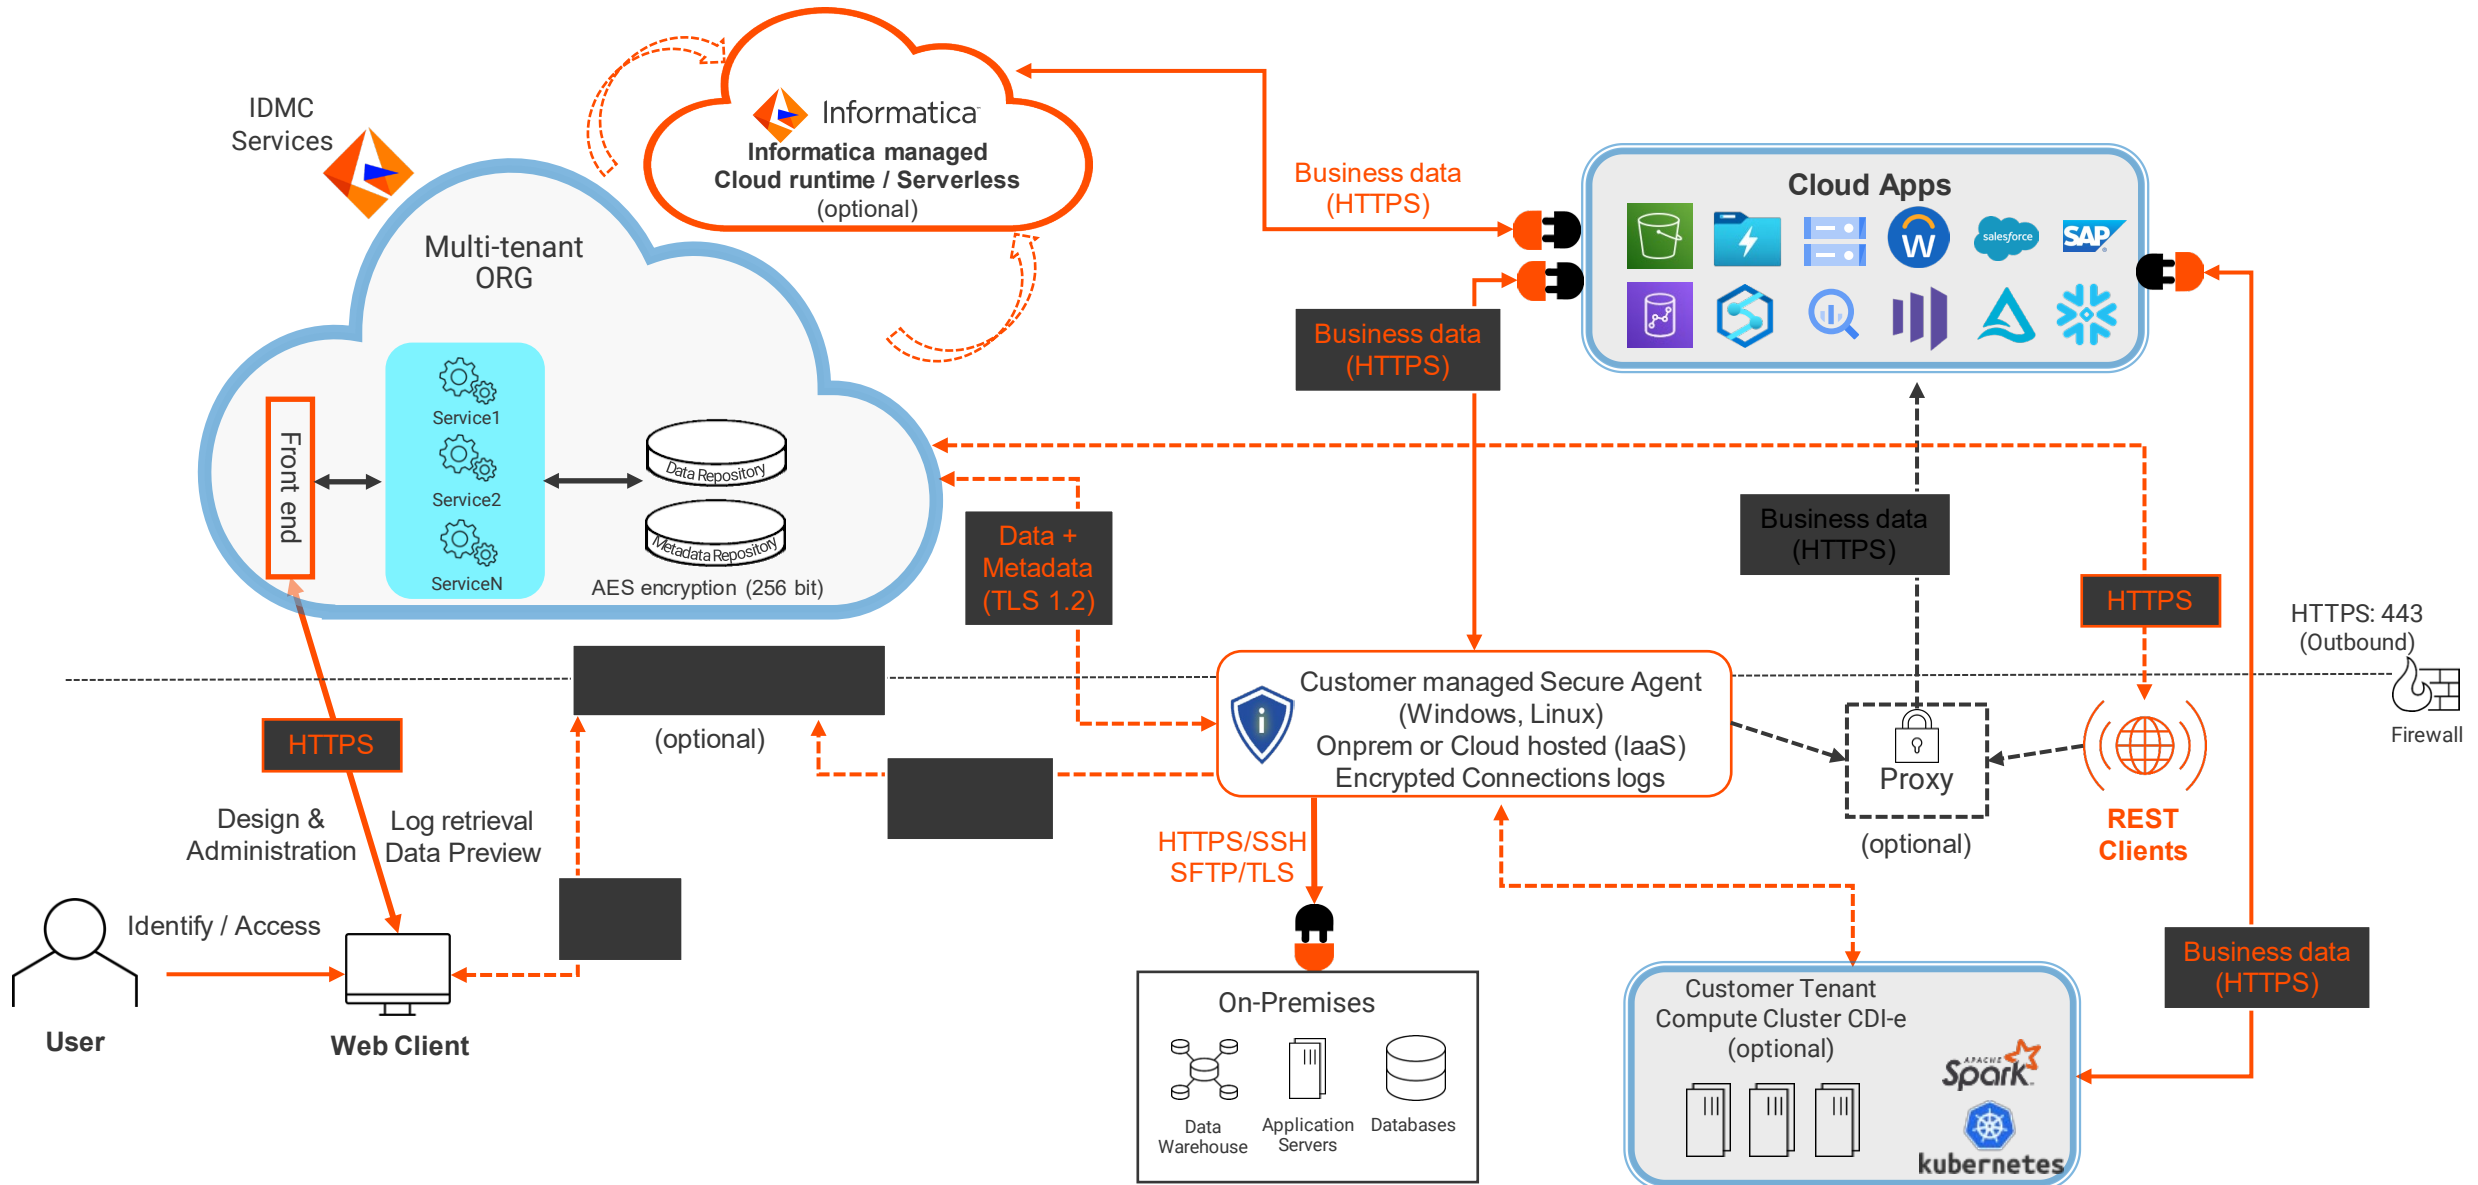 IDMC
Services
Informatica
Informatica managed
Cloud runtime / Serverless
(optional)
Business data
(HTTPS)
Cloud Apps
salesforce
SAP
W
Multi-tenant
ORG
Business data
(HTTPS)
Front end
Service1
Service2
ServiceN
Data Repository
Metadata Repository
AES encryption (256 bit)
Data +
Metadata
(TLS 1.2)
Business data
(HTTPS)
HTTPS
HTTPS: 443
(Outbound)
Firewall
HTTPS
(optional)
Customer managed Secure Agent
(Windows, Linux)
Onprem or Cloud hosted (IaaS)
Encrypted Connections logs
i
Proxy
(optional)
REST
Clients
Design &
Administration
Log retrieval
Data Preview
HTTPS/SSH
SFTP/TLS
Identify / Access
User
Web Client
On-Premises
Data
Warehouse
Application
Servers
Databases
Customer Tenant
Compute Cluster CDI-e
(optional)
APACHE
Spark
kubernetes
Business data
(HTTPS)